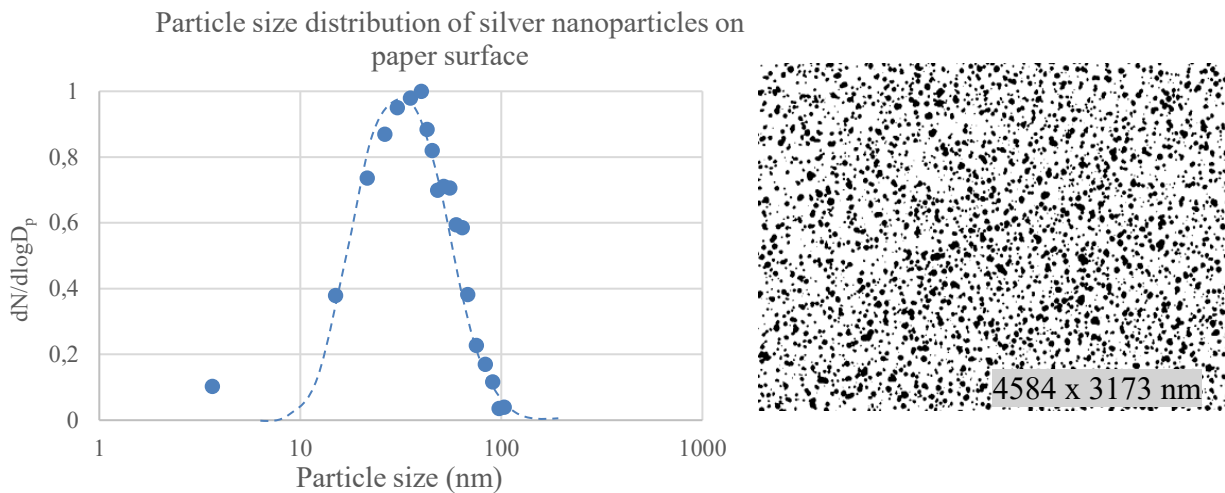 Particle size distribution of silver nanoparticles on
paper surface
dN/dlogDp
1
0,8
0,6
0,4
0,2
0
1
10
100
1000
Particle size (nm)
4584 x 3173 nm